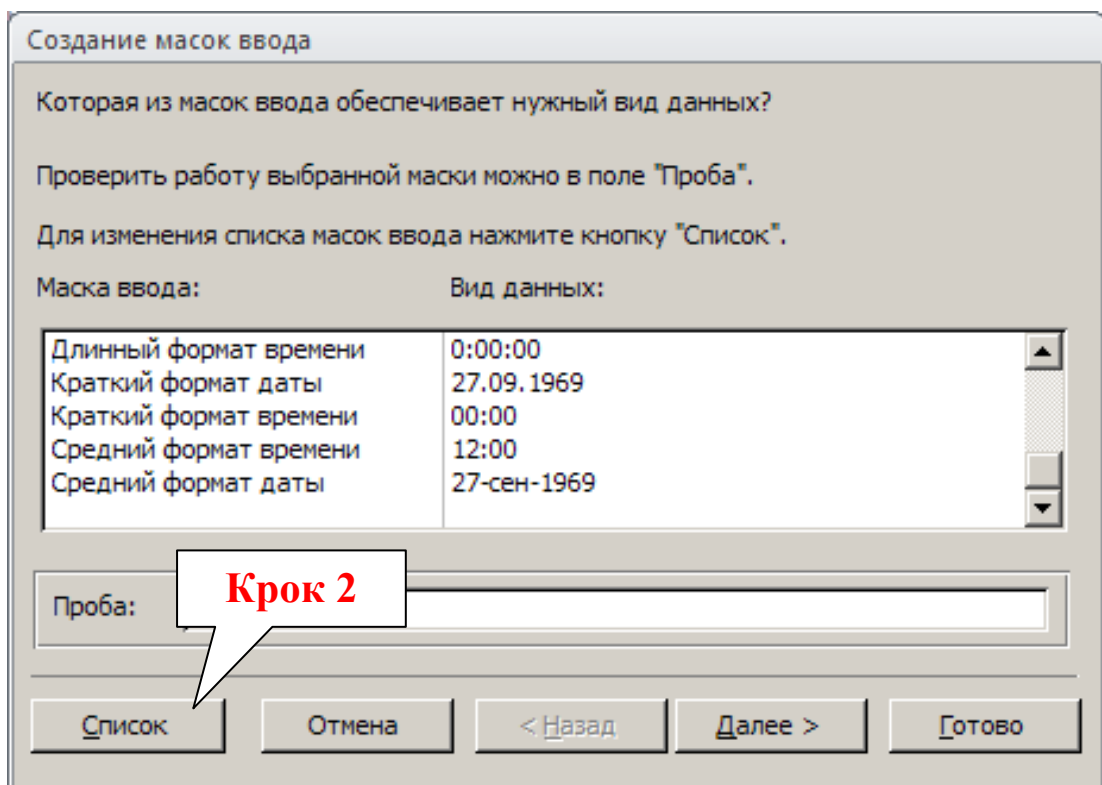 Создание масок ввода
Которая из масок ввода обеспечивает нужный вид данных?
Проверить работу выбранной маски можно в поле "Проба".
Для изменения списка масок ввода нажмите кнопку "Список".
Маска ввода: Вид данных:
Длинный формат времени 0:00:00
Краткий формат даты 27.09.1969
Краткий формат времени 00:00
Средний формат времени 12:00
Средний формат даты 27-сен-1969
Крок 2
Проба:
Список Отмена < Назад Далее > Готово